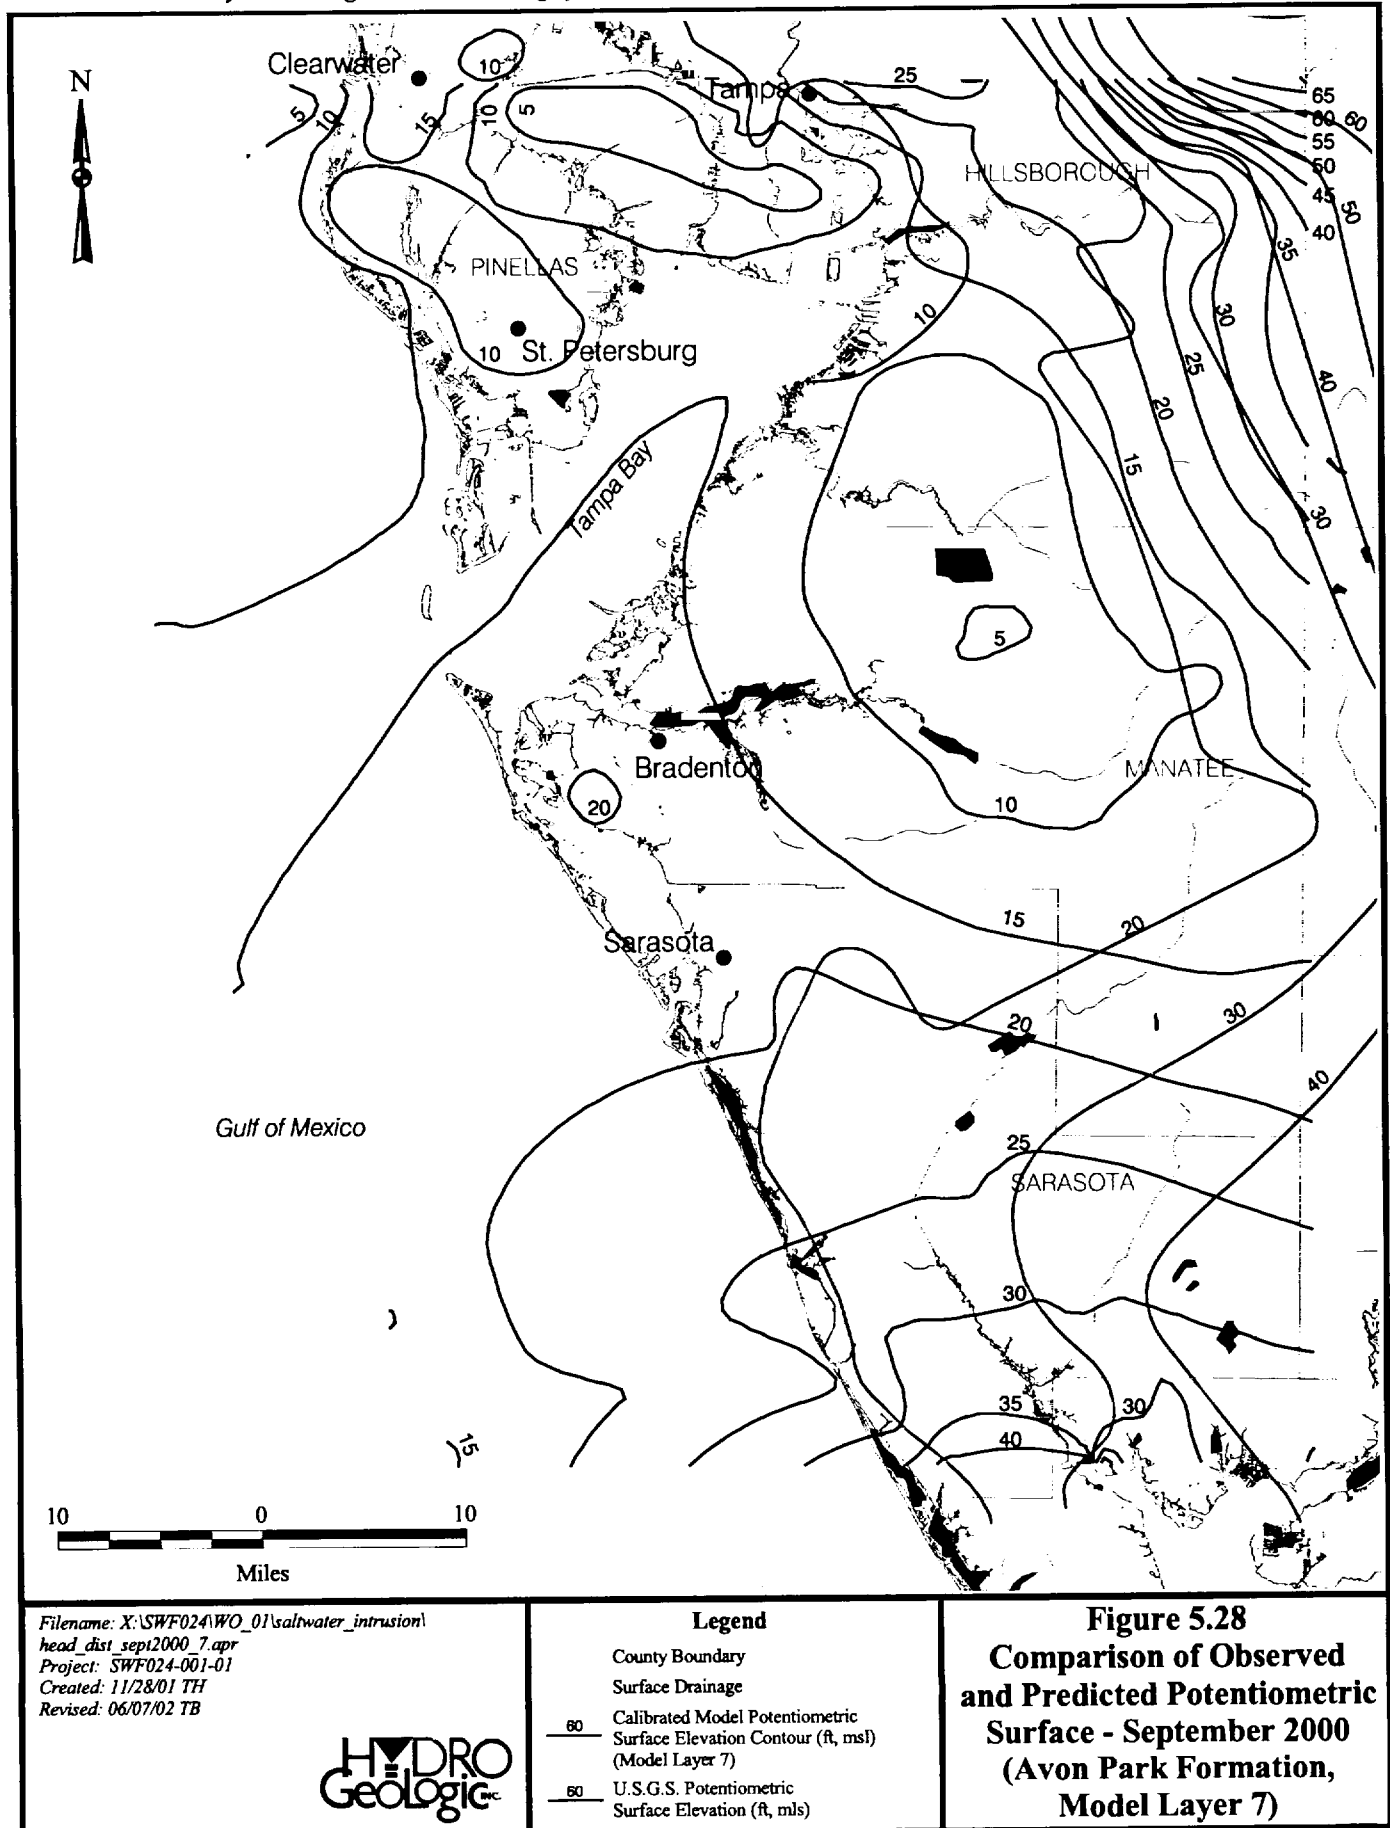 N
Clearwater
10
Tampa
25
5
10
15
10
5
65
60
55
50
45
40
60
50
35
HILLSBOROUGH
PINELLAS
10
St. Petersburg
10
30
25
20
40
15
30
Tampa Bay
5
Bradenton
20
MANATEE
10
15
20
Sarasota
20
30
40
Gulf of Mexico
25
SARASOTA
30
35
30
40
15
10 0 10
Miles
Filename: X:\SWF024\WO_01\saltwater_intrusion\
head_dist_sept2000_7.apr
Project: SWF024-001-01
Created: 11/28/01 TH
Revised: 06/07/02 TB
HYDRO
GeoLogic INC.
Legend
County Boundary
Surface Drainage
60 Calibrated Model Potentiometric
Surface Elevation Contour (ft, msl)
(Model Layer 7)
60 U.S.G.S. Potentiometric
Surface Elevation (ft, mls)
Figure 5.28
Comparison of Observed
and Predicted Potentiometric
Surface - September 2000
(Avon Park Formation,
Model Layer 7)